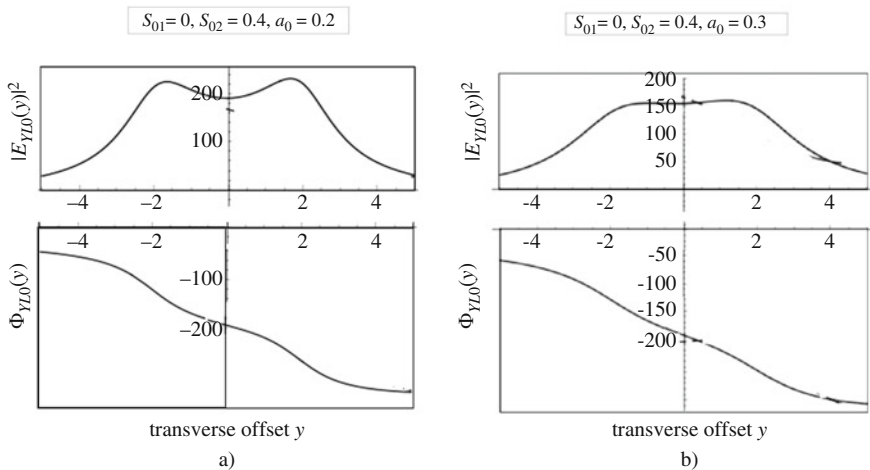 S01= 0, S02 = 0.4, a0 = 0.2
|EYL0(y)|²
200
100
−4 −2 2 4
ΦYL0(y)
−4 −2 2 4
−100
−200
transverse offset y
a)
S01= 0, S02 = 0.4, a0 = 0.3
|EYL0(y)|²
200
150
100
50
-4 -2 2 4
ΦYL0(y)
-4 -2 2 4
-50
-100
-150
-200
transverse offset y
b)